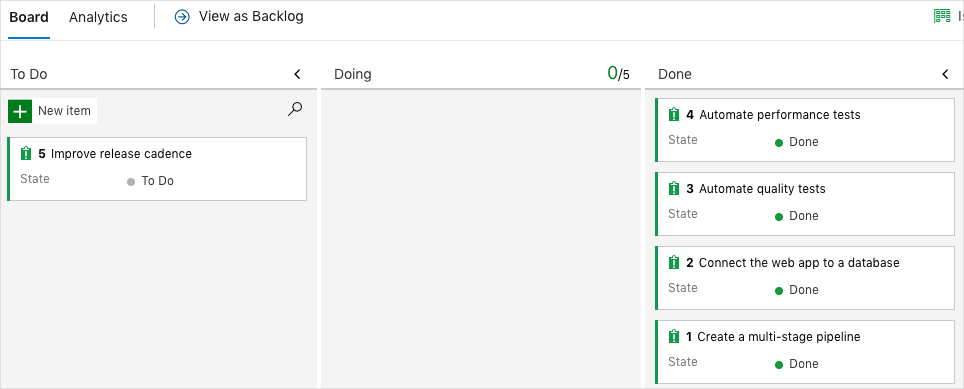 Board Analytics View as Backlog
To Do
New item
5 Improve release cadence
State To Do
Doing 0/5
Done
4 Automate performance tests
State Done
3 Automate quality tests
State Done
2 Connect the web app to a database
State Done
1 Create a multi-stage pipeline
State Done